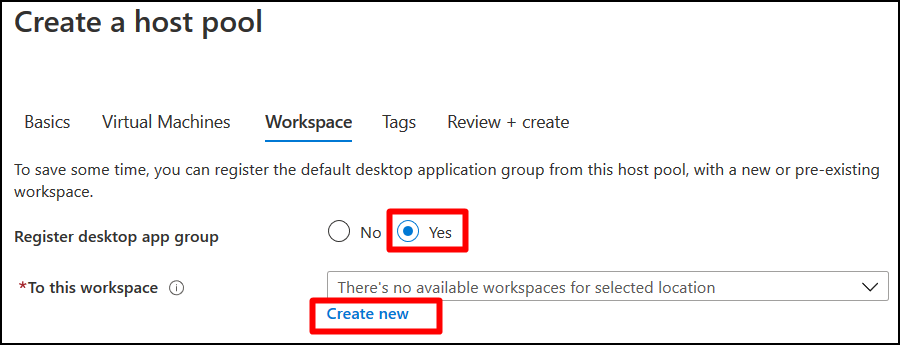 Create a host pool
Basics Virtual Machines Workspace Tags Review + create
To save some time, you can register the default desktop application group from this host pool, with a new or pre-existing
workspace.
Register desktop app group No Yes
*To this workspace There's no available workspaces for selected location
Create new